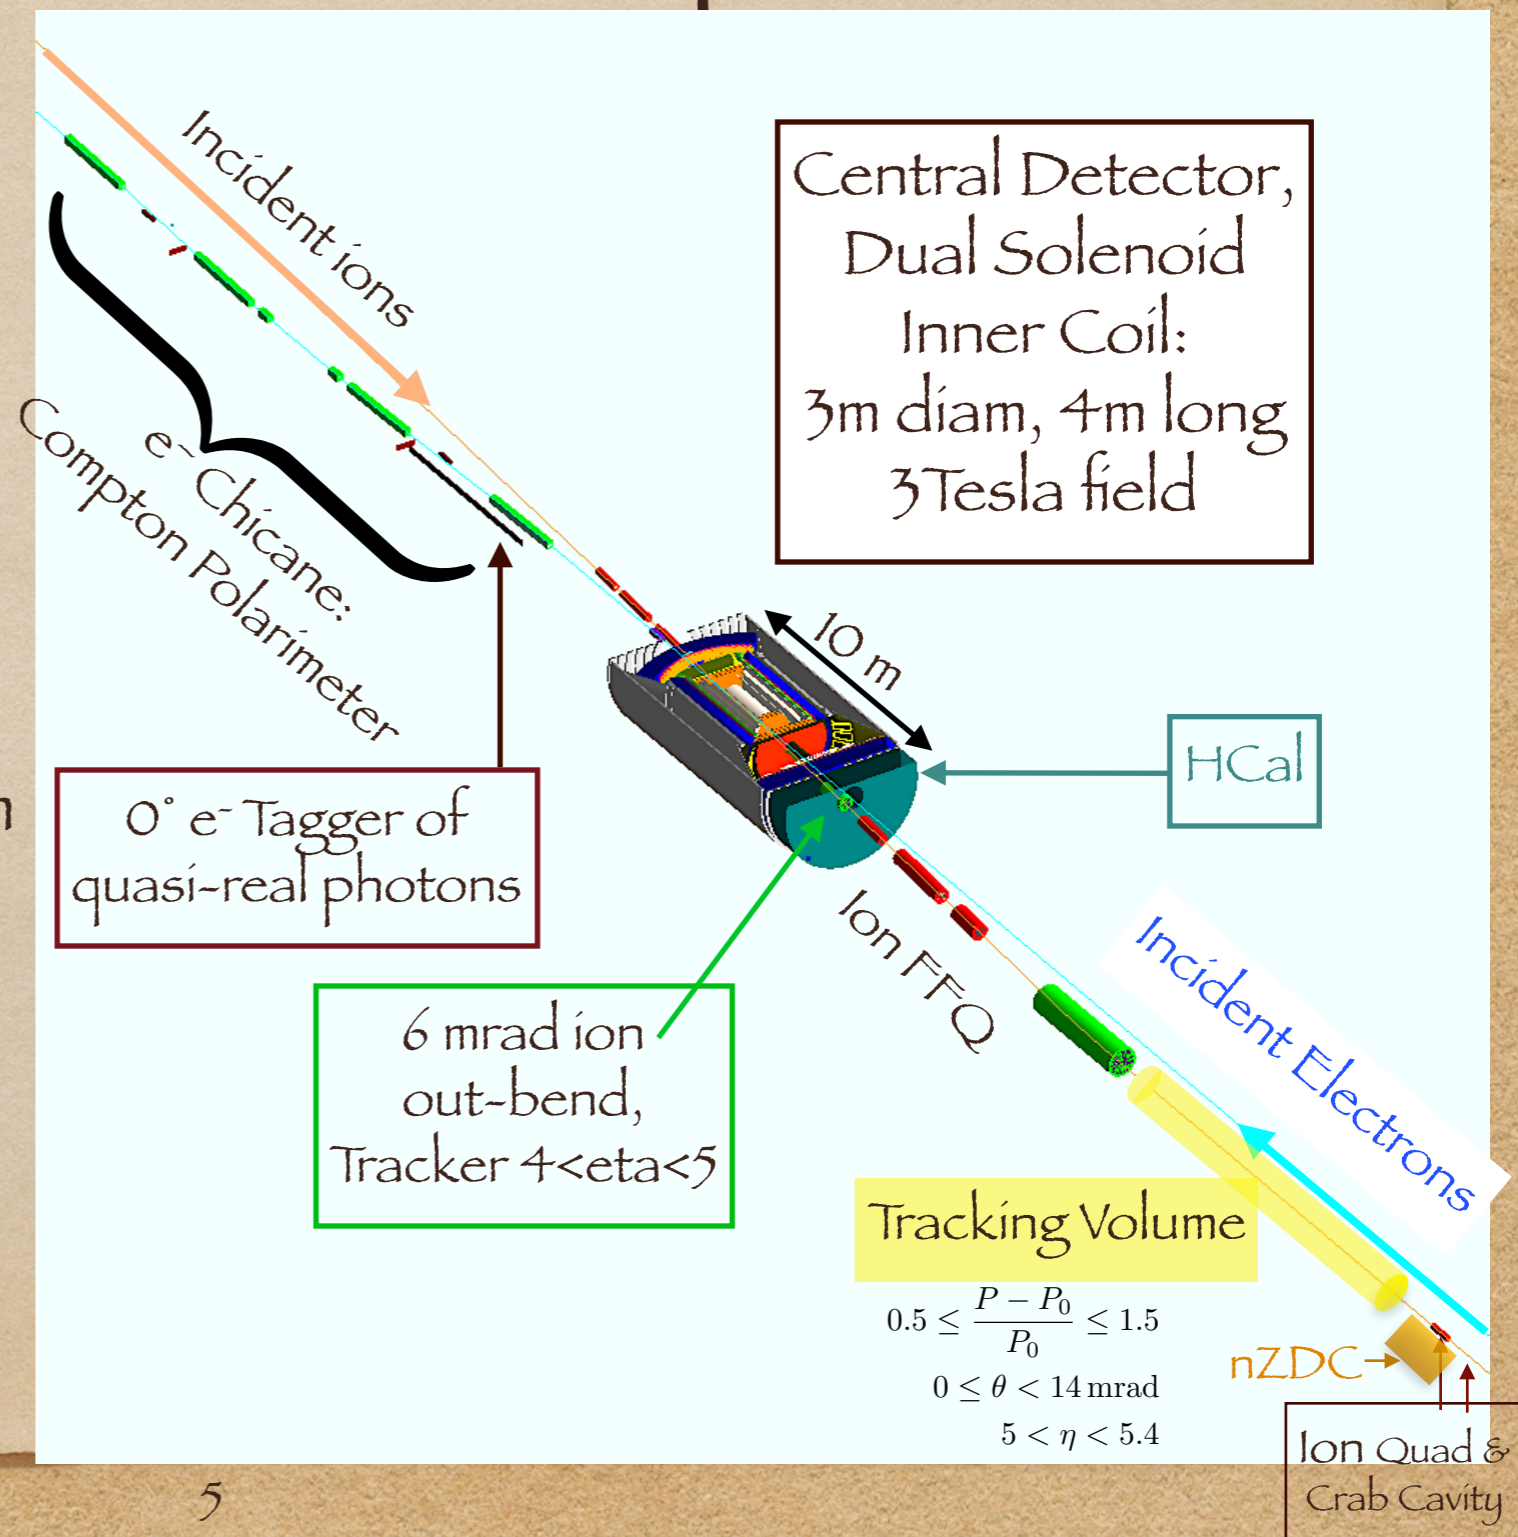 Incident ions
Central Detector,
Dual Solenoid
Inner Coil:
3m diam, 4m long
3Tesla field
e⁻ Chicane:
Compton Polarimeter
10 m
HCal
0° e⁻ Tagger of
quasi-real photons
Ion FFQ
6 mrad ion
out-bend,
Tracker 4<eta<5
Incident Electrons
Tracking Volume
0.5 ≤ (P − P₀)/P₀ ≤ 1.5
0 ≤ θ < 14 mrad
5 < η < 5.4
nZDC
Ion Quad &
Crab Cavity
5